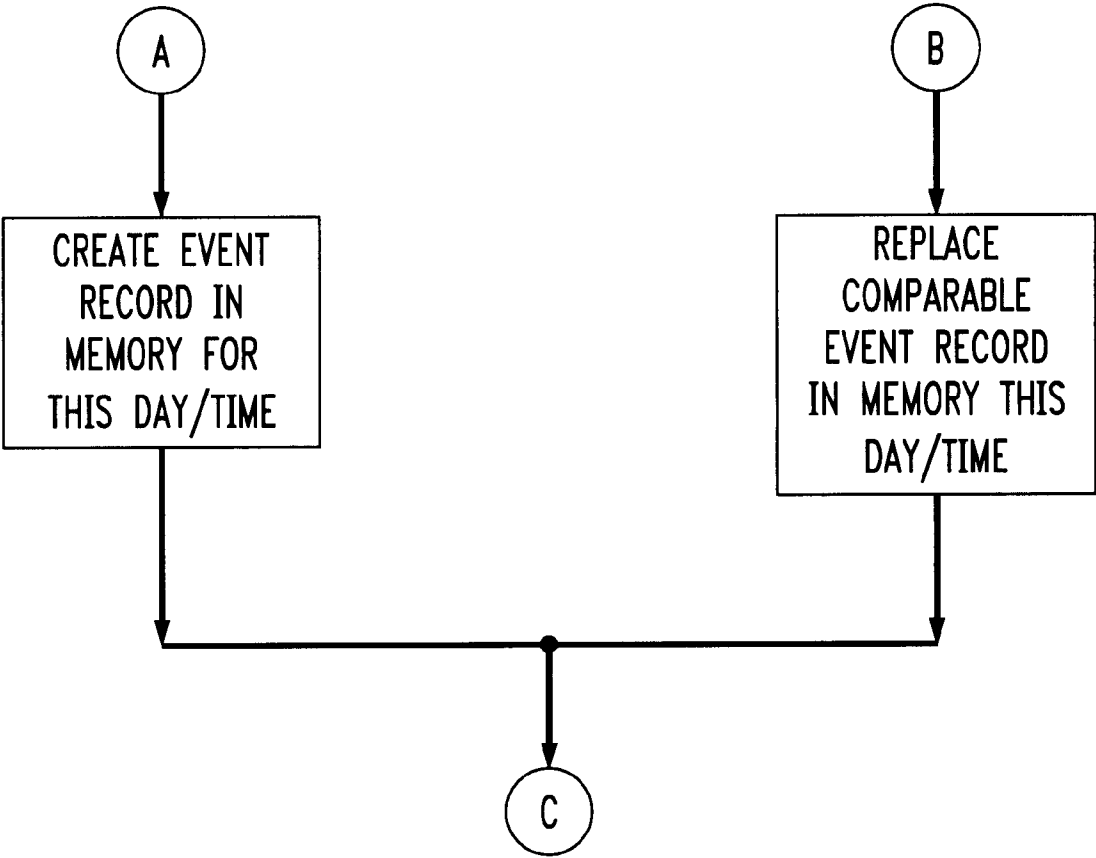 A
B
CREATE EVENT
RECORD IN
MEMORY FOR
THIS DAY/TIME
REPLACE
COMPARABLE
EVENT RECORD
IN MEMORY THIS
DAY/TIME
C